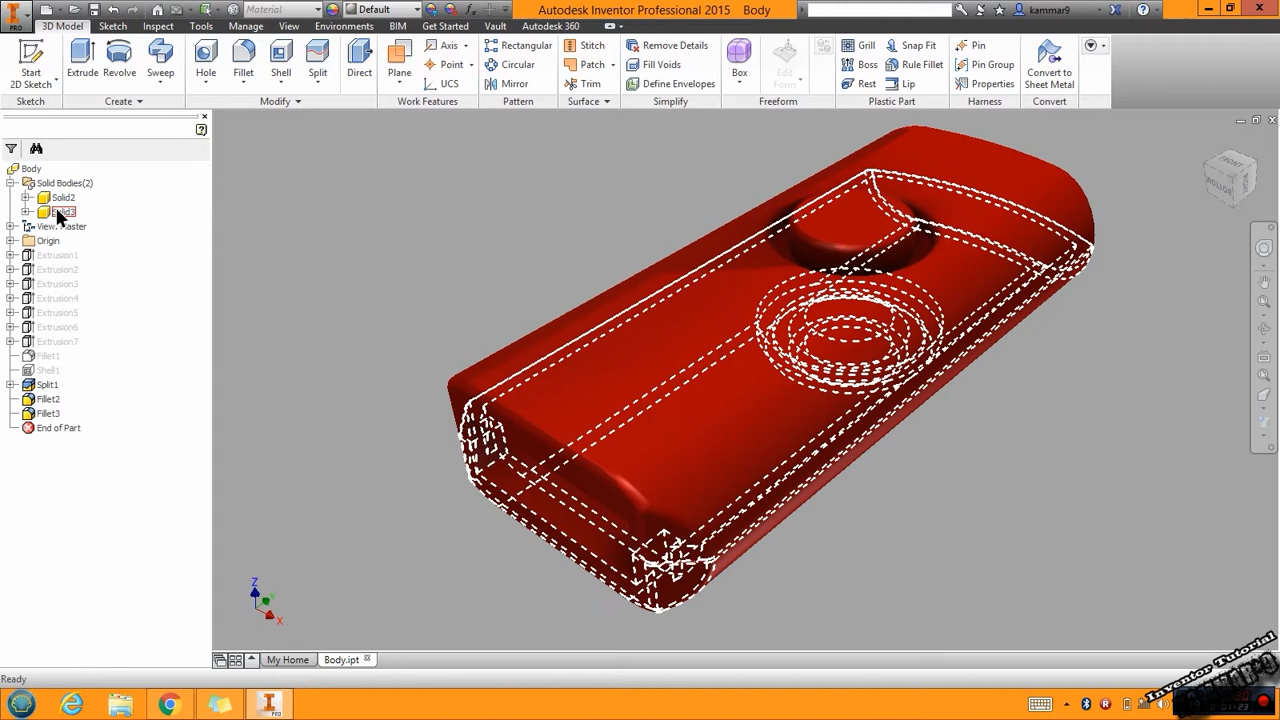 PRO
Material
Default
Autodesk Inventor Professional 2015   Body
kammar9
3D Model
Sketch
Inspect
Tools
Manage
View
Environments
BIM
Get Started
Vault
Autodesk 360
Start
2D Sketch
Extrude
Revolve
Sweep
Hole
Fillet
Shell
Split
Direct
Plane
Axis
Point
UCS
Rectangular
Circular
Mirror
Stitch
Patch
Trim
Remove Details
Fill Voids
Define Envelopes
Box
Edit
Form
Grill
Boss
Rest
Snap Fit
Rule Fillet
Lip
Pin
Pin Group
Properties
Convert to
Sheet Metal
Sketch
Create
Modify
Work Features
Pattern
Surface
Simplify
Freeform
Plastic Part
Harness
Convert
Body
Solid Bodies(2)
Solid2
Solid3
View: Master
Origin
Extrusion1
Extrusion2
Extrusion3
Extrusion4
Extrusion5
Extrusion6
Extrusion7
Fillet1
Shell1
Split1
Fillet2
Fillet3
End of Part
FRONT
BOTTOM
Z
X
My Home
Body.ipt
Ready
Inventor Tutorial
PRO